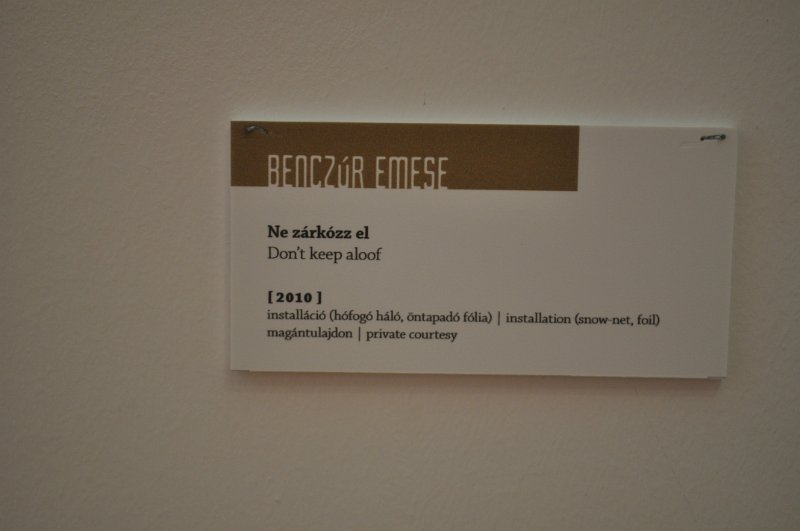 BENCZÚR EMESE
Ne zárkózz el
Don't keep aloof
[ 2010 ]
installáció (hófogó háló, öntapadó fólia) | installation (snow-net, foil)
magántulajdon | private courtesy